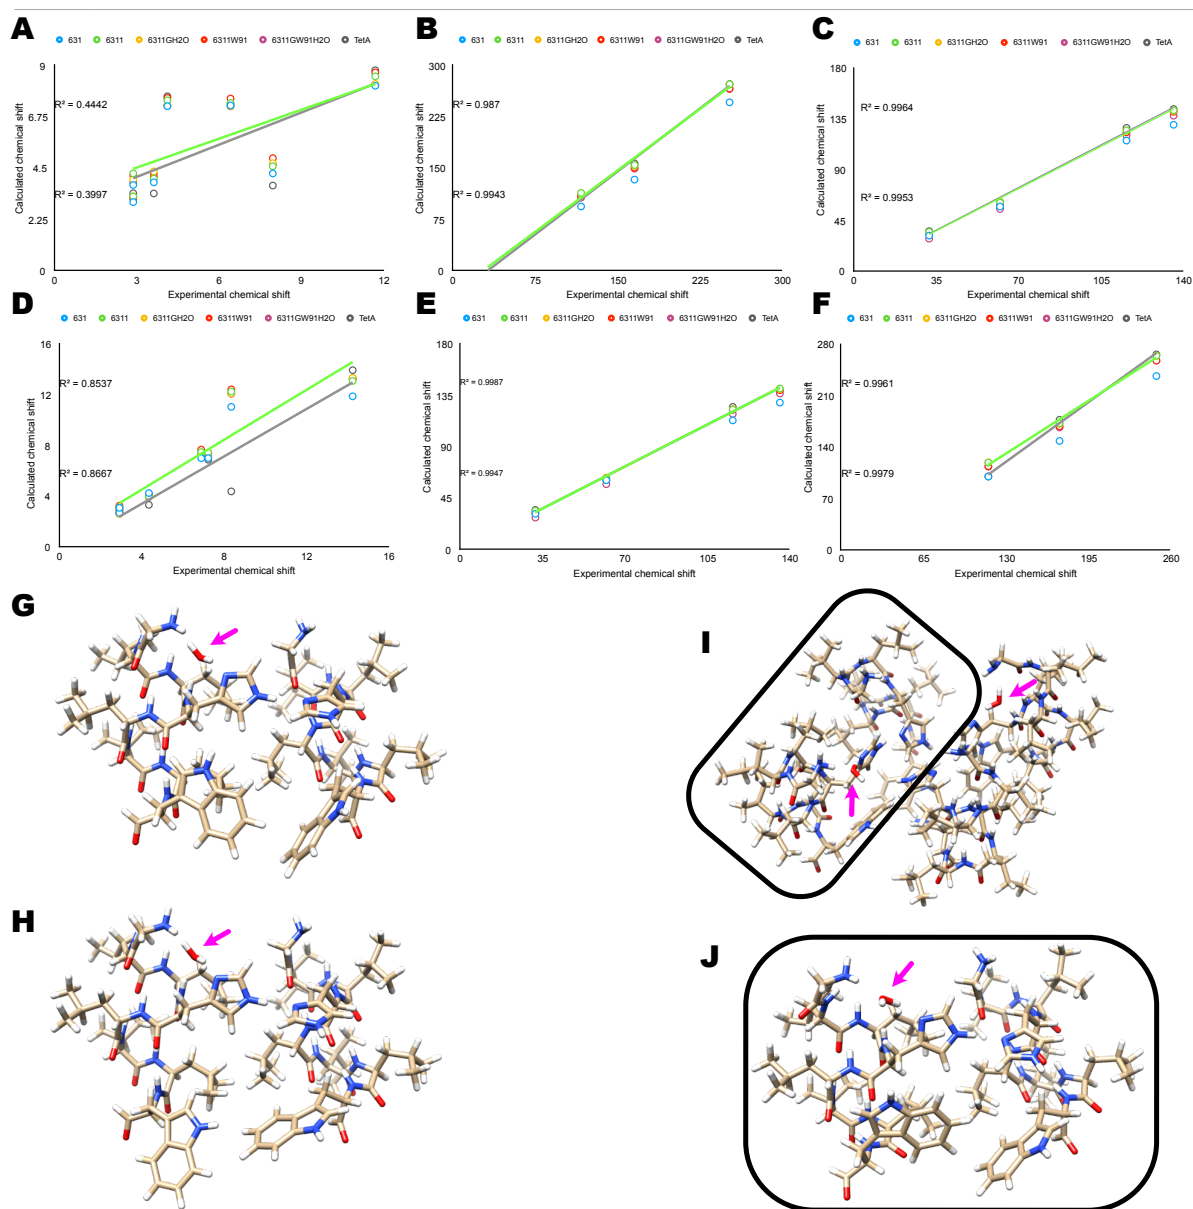 A
631 6311 6311GH2O 6311W91 6311GW91H2O TetA
Calculated chemical shift
9
6.75
4.5
2.25
0
R² = 0.4442
R² = 0.3997
0 3 6 9 12
Experimental chemical shift
B
631 6311 6311GH2O 6311W91 6311GW91H2O TetA
Calculated chemical shift
300
225
150
75
0
R² = 0.987
R² = 0.9943
0 75 150 225 300
Experimental chemical shift
C
631 6311 6311GH2O 6311W91 6311GW91H2O TetA
Calculated chemical shift
180
135
90
45
0
R² = 0.9964
R² = 0.9953
0 35 70 105 140
Experimental chemical shift
D
631 6311 6311GH2O 6311W91 6311GW91H2O TetA
Calculated chemical shift
16
12
8
4
0
R² = 0.8537
R² = 0.8667
0 4 8 12 16
Experimental chemical shift
E
631 6311 6311GH2O 6311W91 6311GW91H2O TetA
Calculated chemical shift
180
135
90
45
0
R² = 0.9987
R² = 0.9947
0 35 70 105 140
Experimental chemical shift
F
631 6311 6311GH2O 6311W91 6311GW91H2O TetA
Calculated chemical shift
280
210
140
70
0
R² = 0.9961
R² = 0.9979
0 65 130 195 260
Experimental chemical shift
G
I
H
J